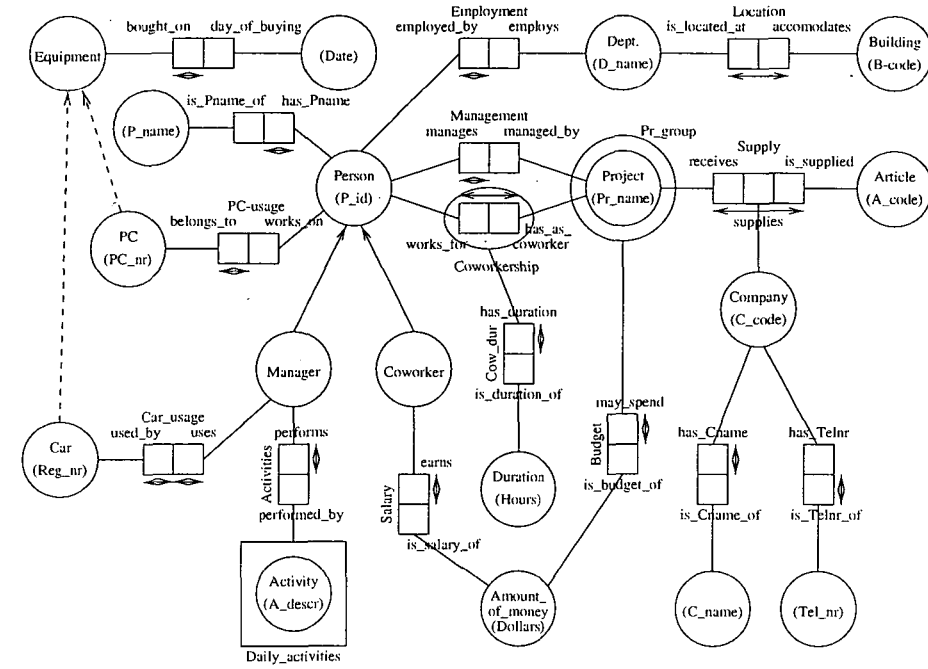 Employment
Location
bought_on day_of_buying
employed_by employs
is_located_at accomodates
Equipment
(Date)
Dept.
(D_name)
Building
(B-code)
is_Pname_of has_Pname
(P_name)
Management
manages managed_by
Pr_group
Supply
receives is_supplied
Person
(P_id)
Project
(Pr_name)
Article
(A_code)
PC-usage
belongs_to works_on
PC
(PC_nr)
works_for has_as_
coworker
supplies
Coworkership
Company
(C_code)
has_duration
Cow_dur
is_duration_of
Manager
Coworker
Car_usage
used_by uses
performs
may_spend
has_Cname
has_Telnr
Car
(Reg_nr)
Activities
earns
Salary
Duration
(Hours)
Budget
performed_by
is_budget_of
is_Cname_of
is_Telnr_of
is_salary_of
Activity
(A_descr)
Amount_
of_money
(Dollars)
(C_name)
(Tel_nr)
Daily_activities